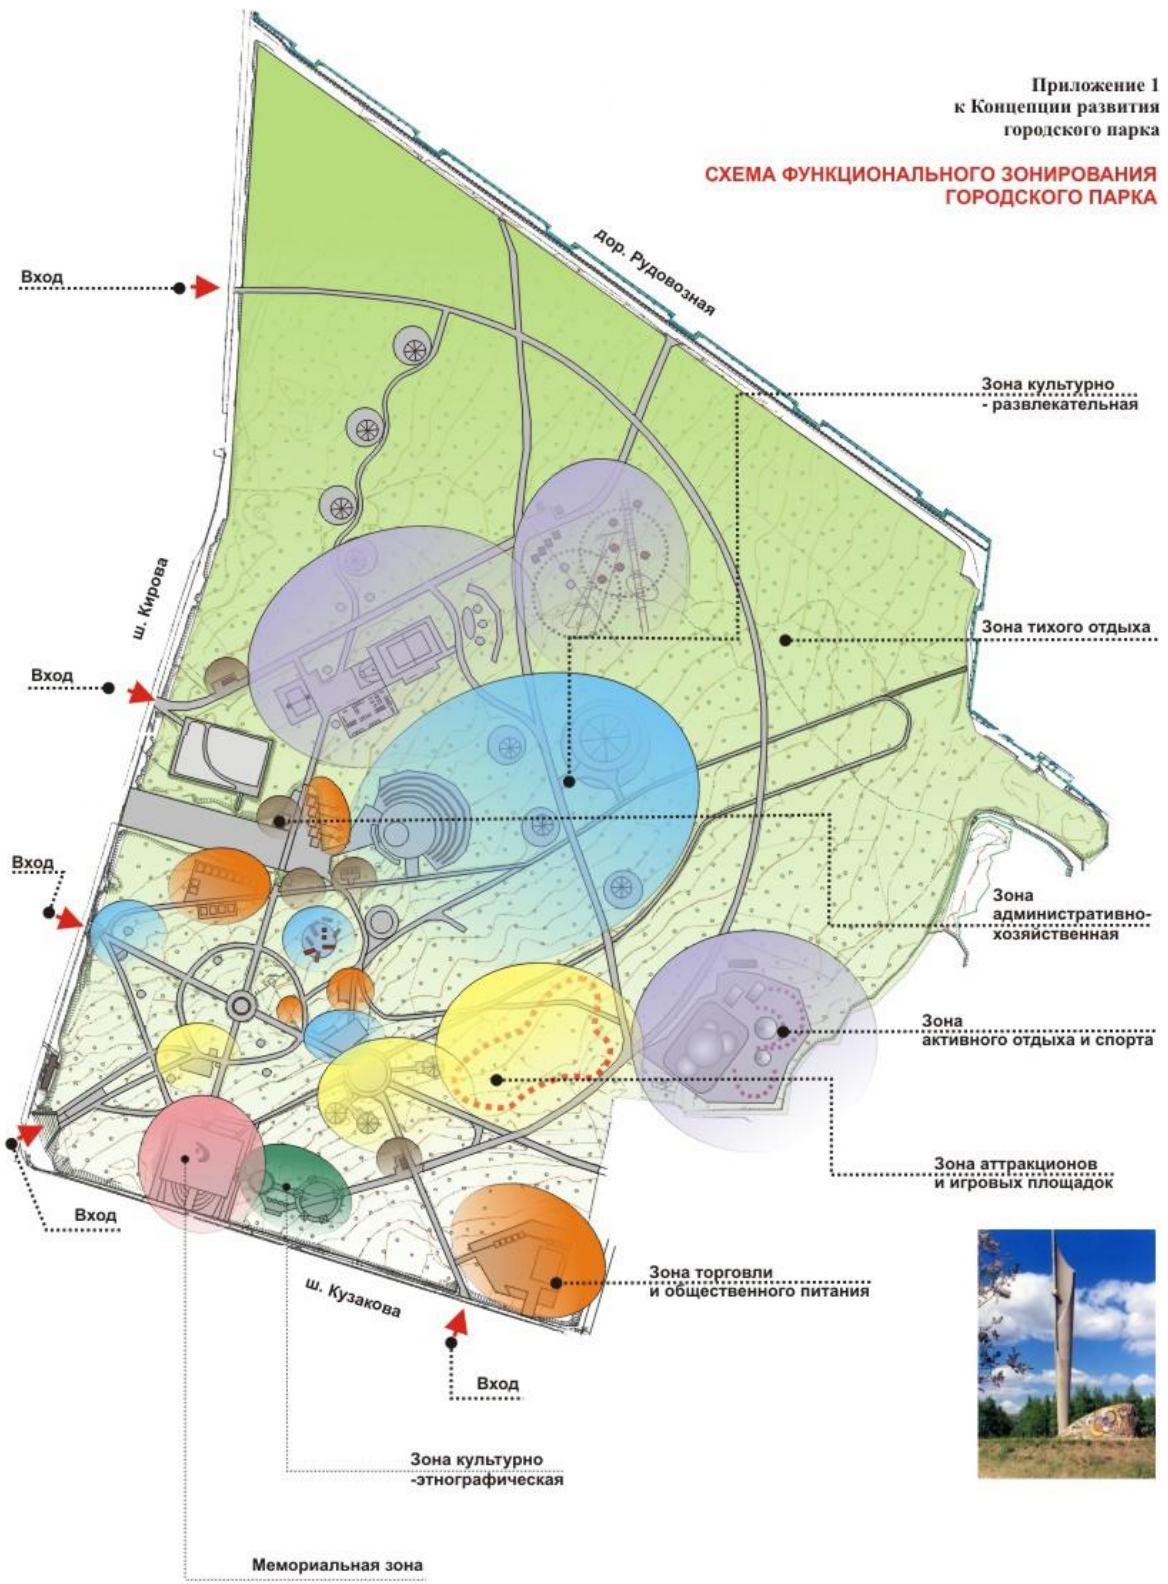 Приложение 1
к Концепции развития
городского парка
СХЕМА ФУНКЦИОНАЛЬНОГО ЗОНИРОВАНИЯ
ГОРОДСКОГО ПАРКА
дор. Рудовозная
Вход
Зона культурно
- развлекательная
ш. Кирова
Зона тихого отдыха
Вход
Вход
Зона
административно-
хозяйственная
Зона
активного отдыха и спорта
Зона аттракционов
и игровых площадок
Вход
Зона торговли
и общественного питания
ш. Кузакова
Вход
Зона культурно
-этнографическая
Мемориальная зона